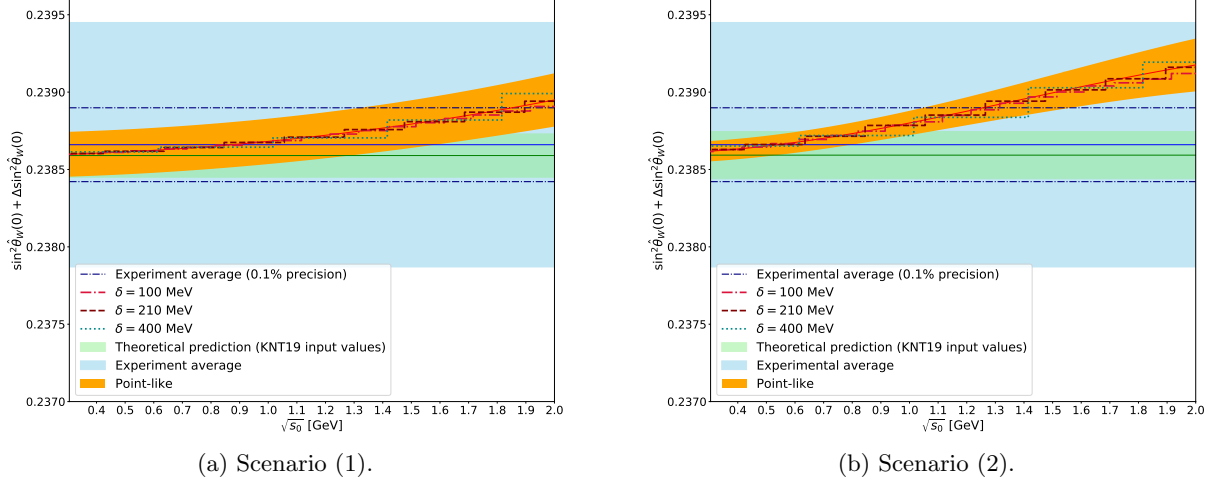 0.2395
0.2390
0.2385
0.2380
0.2375
0.2370
sin²θ̂_W(0) + Δsin²θ̂_W(0)
Experiment average (0.1% precision)
δ = 100 MeV
δ = 210 MeV
δ = 400 MeV
Theoretical prediction (KNT19 input values)
Experiment average
Point-like
0.4 0.5 0.6 0.7 0.8 0.9 1.0 1.1 1.2 1.3 1.4 1.5 1.6 1.7 1.8 1.9 2.0
√s₀ [GeV]
(a) Scenario (1).
0.2395
0.2390
0.2385
0.2380
0.2375
0.2370
sin²θ̂_W(0) + Δsin²θ̂_W(0)
Experimental average (0.1% precision)
δ = 100 MeV
δ = 210 MeV
δ = 400 MeV
Theoretical prediction (KNT19 input values)
Experimental average
Point-like
0.4 0.5 0.6 0.7 0.8 0.9 1.0 1.1 1.2 1.3 1.4 1.5 1.6 1.7 1.8 1.9 2.0
√s₀ [GeV]
(b) Scenario (2).